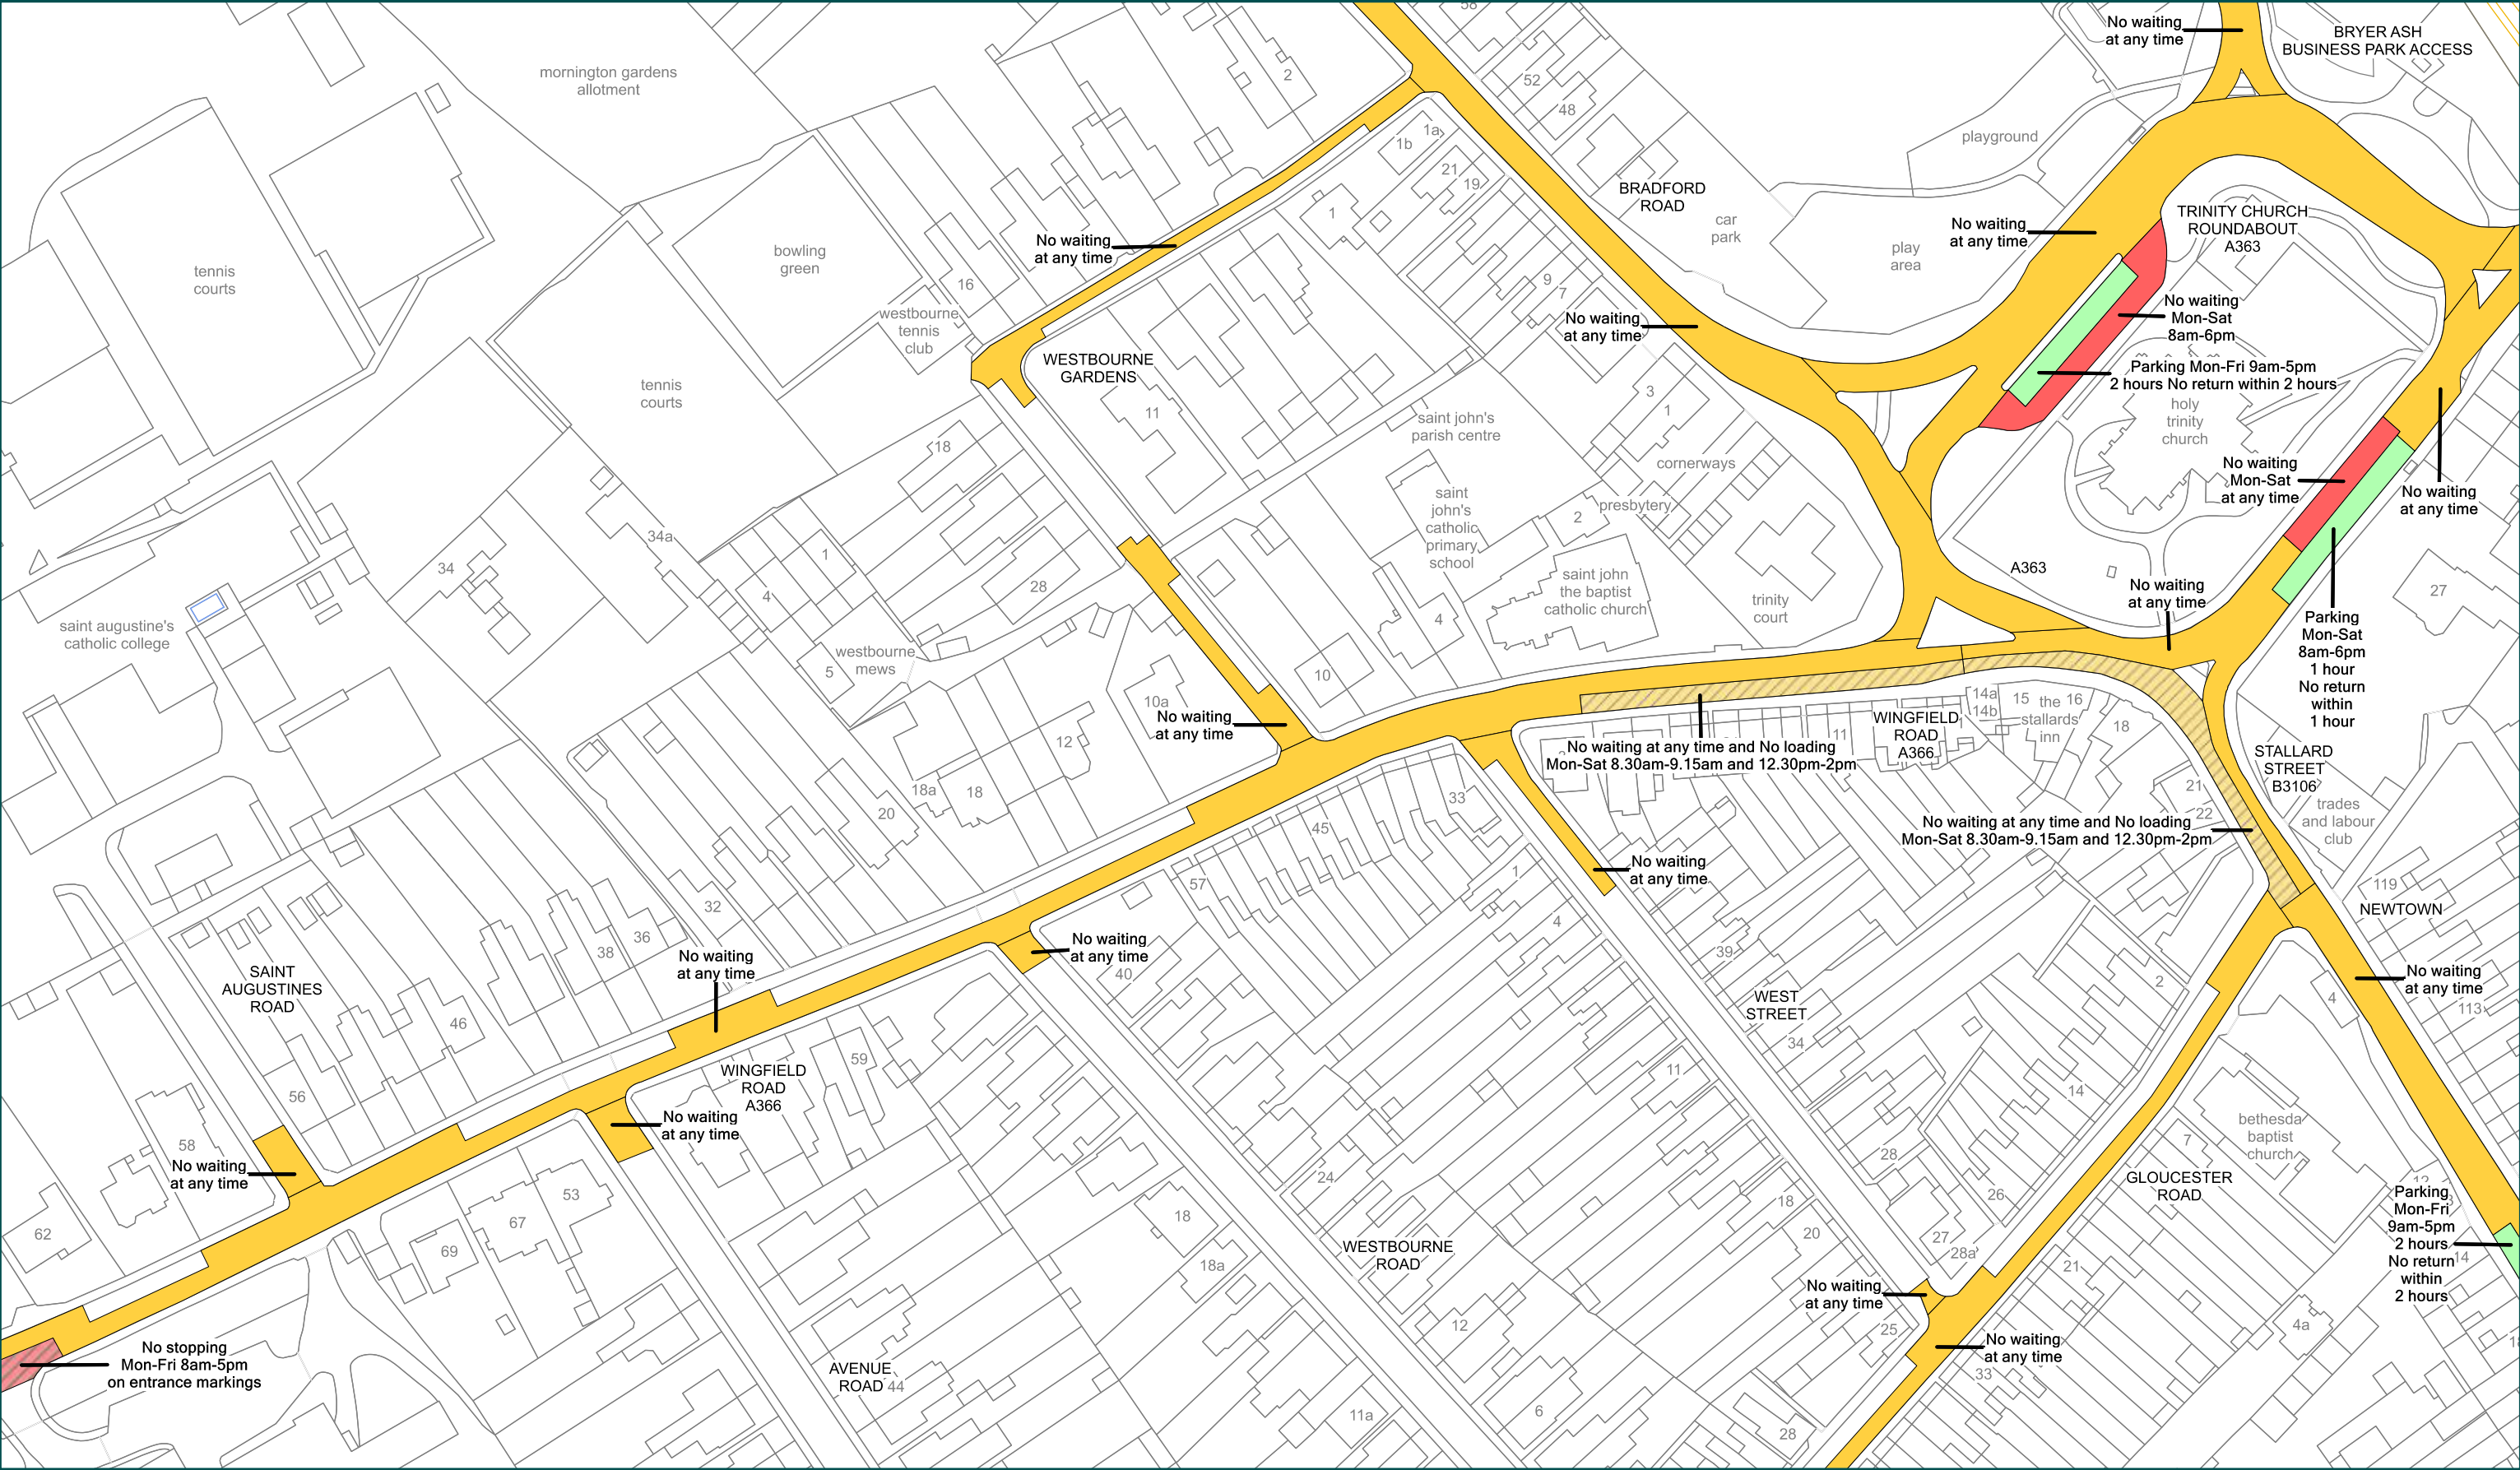 58
No waiting
at any time
BRYER ASH
BUSINESS PARK ACCESS
mornington gardens
allotment
2
52
48
playground
1a
1b
21
19
BRADFORD
ROAD
car
park
play
area
No waiting
at any time
TRINITY CHURCH
ROUNDABOUT
A363
tennis
courts
bowling
green
No waiting
at any time
1
16
9
7
westbourne
tennis
club
No waiting
at any time
No waiting
Mon-Sat
8am-6pm
Parking Mon-Fri 9am-5pm
2 hours No return within 2 hours
holy
trinity
church
WESTBOURNE
GARDENS
tennis
courts
11
3
1
saint john's
parish centre
18
cornerways
presbytery
2
saint
john's
catholic
primary
school
No waiting
Mon-Sat
at any time
No waiting
at any time
34a
34
1
4
28
A363
No waiting
at any time
27
saint john
the baptist
catholic church
trinity
court
4
saint augustine's
catholic college
westbourne
mews
5
10
10a
12
No waiting
at any time
Parking
Mon-Sat
8am-6pm
1 hour
No return
within
1 hour
14a
14b
15
the
stallards
inn
16
18
WINGFIELD
ROAD
A366
11
No waiting at any time and No loading
Mon-Sat 8.30am-9.15am and 12.30pm-2pm
STALLARD
STREET
B3106
21
22
trades
and labour
club
No waiting at any time and No loading
Mon-Sat 8.30am-9.15am and 12.30pm-2pm
18a
18
20
33
45
57
1
4
No waiting
at any time
119
NEWTOWN
32
36
38
46
56
SAINT
AUGUSTINES
ROAD
No waiting
at any time
No waiting
at any time
40
39
WEST
STREET
34
2
4
No waiting
at any time
113
59
WINGFIELD
ROAD
A366
No waiting
at any time
11
14
58
No waiting
at any time
62
53
67
69
24
18
18a
WESTBOURNE
ROAD
18
20
28
26
27
28a
7
bethesda
baptist
church
GLOUCESTER
ROAD
21
12
Parking
Mon-Fri
9am-5pm
2 hours
No return
within
2 hours
14
No waiting
at any time
No waiting
at any time
25
33
4a
12
6
28
11a
No stopping
Mon-Fri 8am-5pm
on entrance markings
AVENUE
ROAD
44